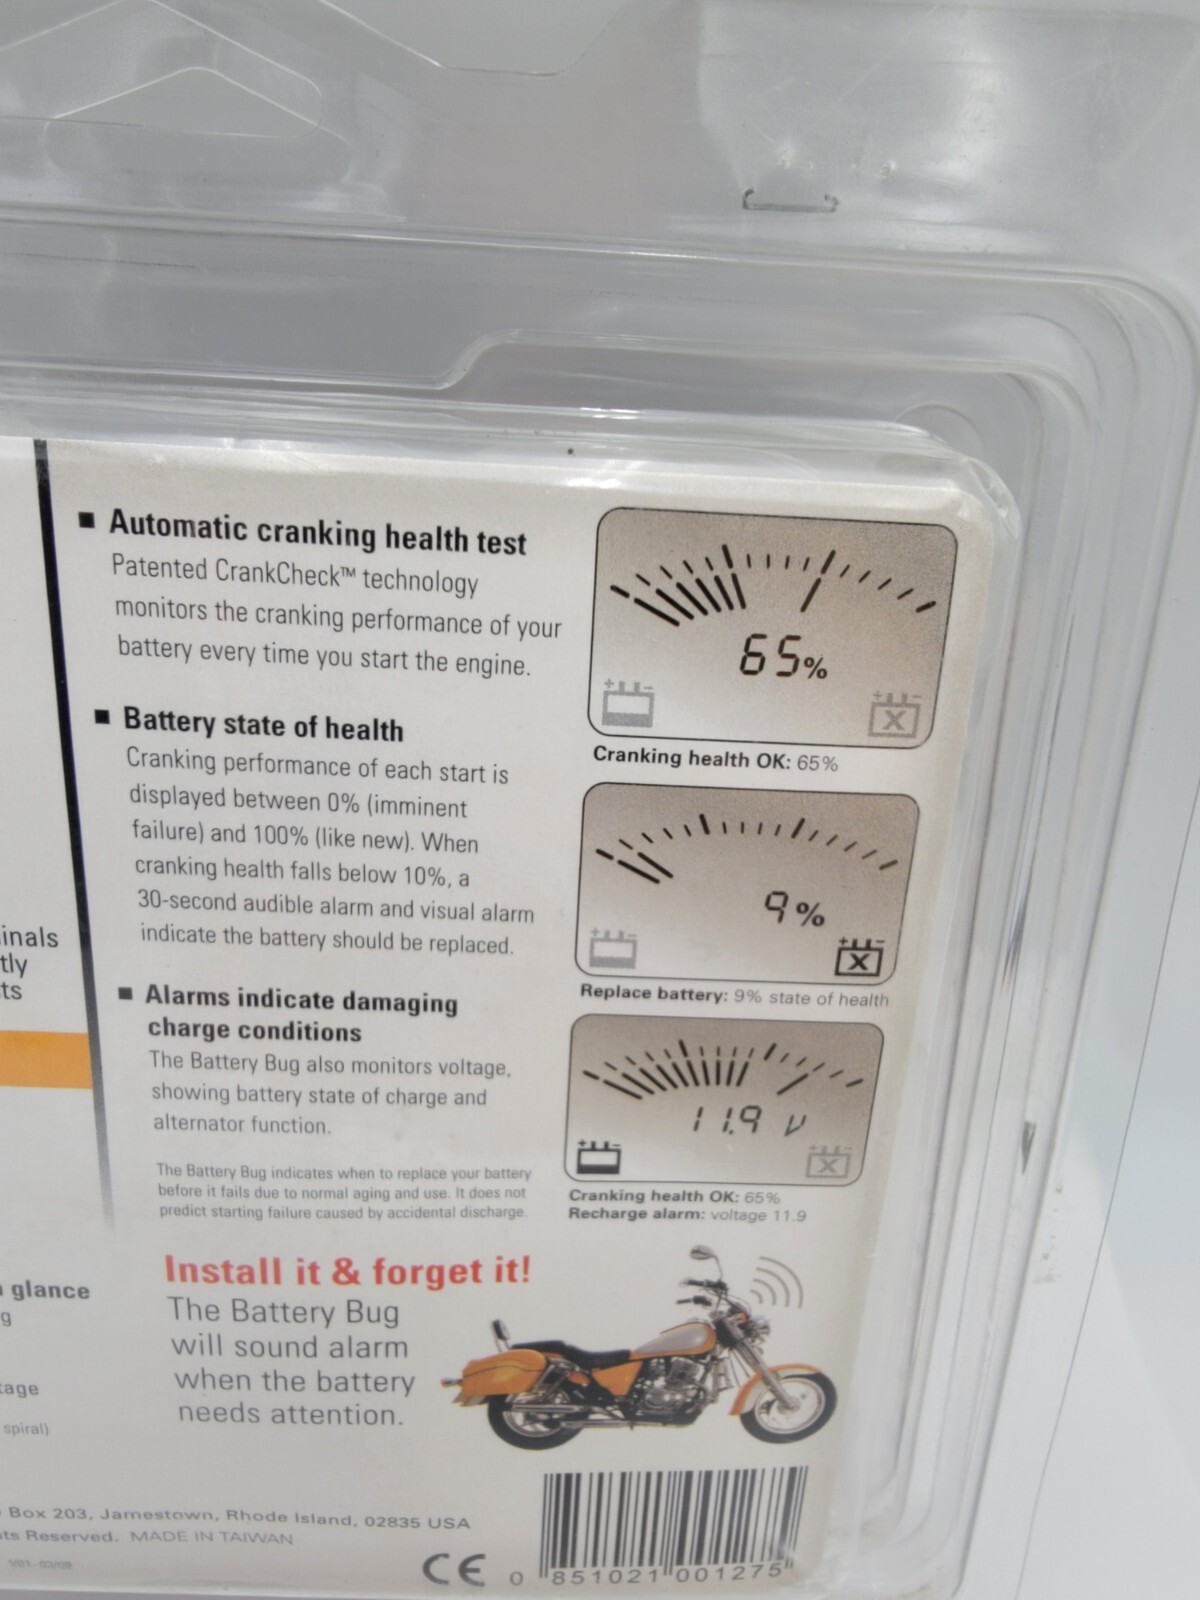 ■ Automatic cranking health test
Patented CrankCheck™ technology
monitors the cranking performance of your
battery every time you start the engine.
65%
Cranking health OK: 65%
■ Battery state of health
Cranking performance of each start is
displayed between 0% (imminent
failure) and 100% (like new). When
cranking health falls below 10%, a
30-second audible alarm and visual alarm
indicate the battery should be replaced.
9%
Replace battery: 9% state of health
inals
tly
ts
■ Alarms indicate damaging
charge conditions
The Battery Bug also monitors voltage,
showing battery state of charge and
alternator function.
11.9 V
Cranking health OK: 65%
Recharge alarm: voltage 11.9
The Battery Bug indicates when to replace your battery
before it fails due to normal aging and use. It does not
predict starting failure caused by accidental discharge.
Install it & forget it!
The Battery Bug
will sound alarm
when the battery
needs attention.
glance
g
tage
spiral)
Box 203, Jamestown, Rhode Island, 02835 USA
ts Reserved. MADE IN TAIWAN
V01-03/09
CE
0 851021 001275